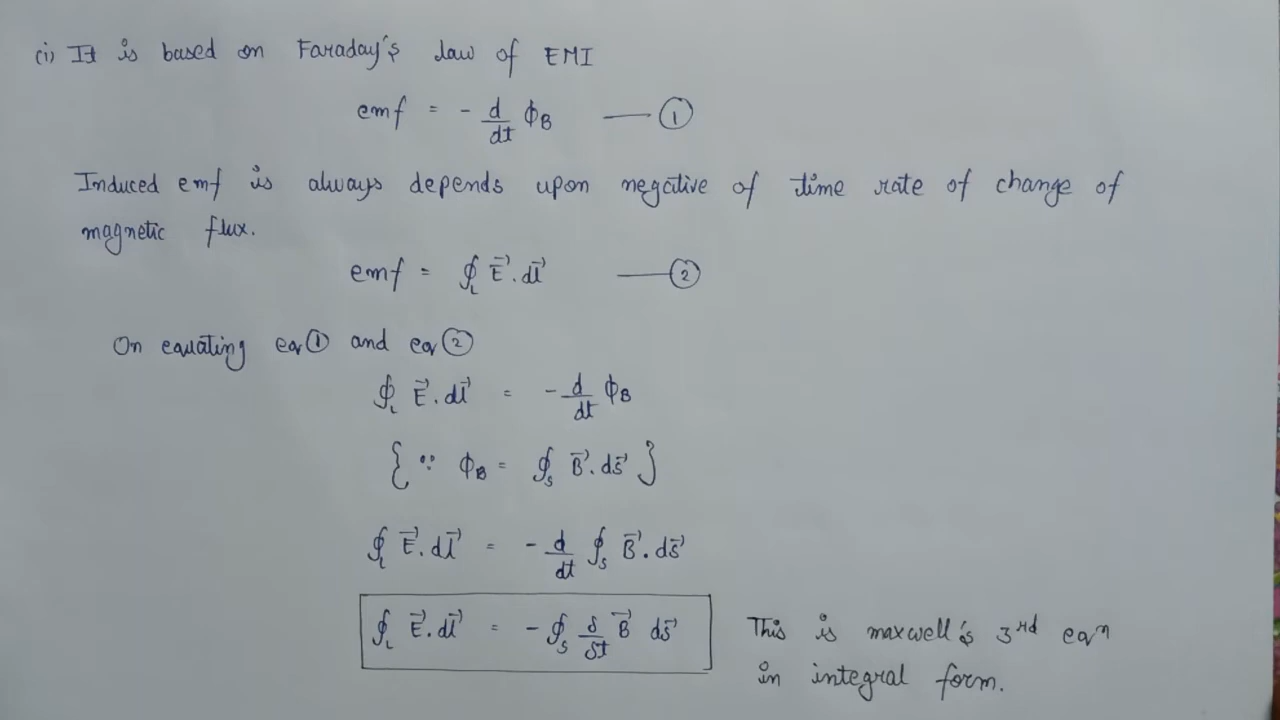 (i) It is based on Faraday's law of EMI
emf = - d/dt ϕB —— ①
Induced emf is always depends upon negative of time rate of change of
magnetic flux.
emf = ∮L E⃗ . dl⃗ —— ②
On equating eq ① and eq ②
∮L E⃗ . dl⃗ = - d/dt ϕB
{ ∵ ϕB = ∮S B⃗ . ds⃗ }
∮L E⃗ . dl⃗ = - d/dt ∮S B⃗ . ds⃗
∮L E⃗ . dl⃗ = - ∮S δ/δt B⃗ ds⃗ This is maxwell's 3rd eqn
in integral form.